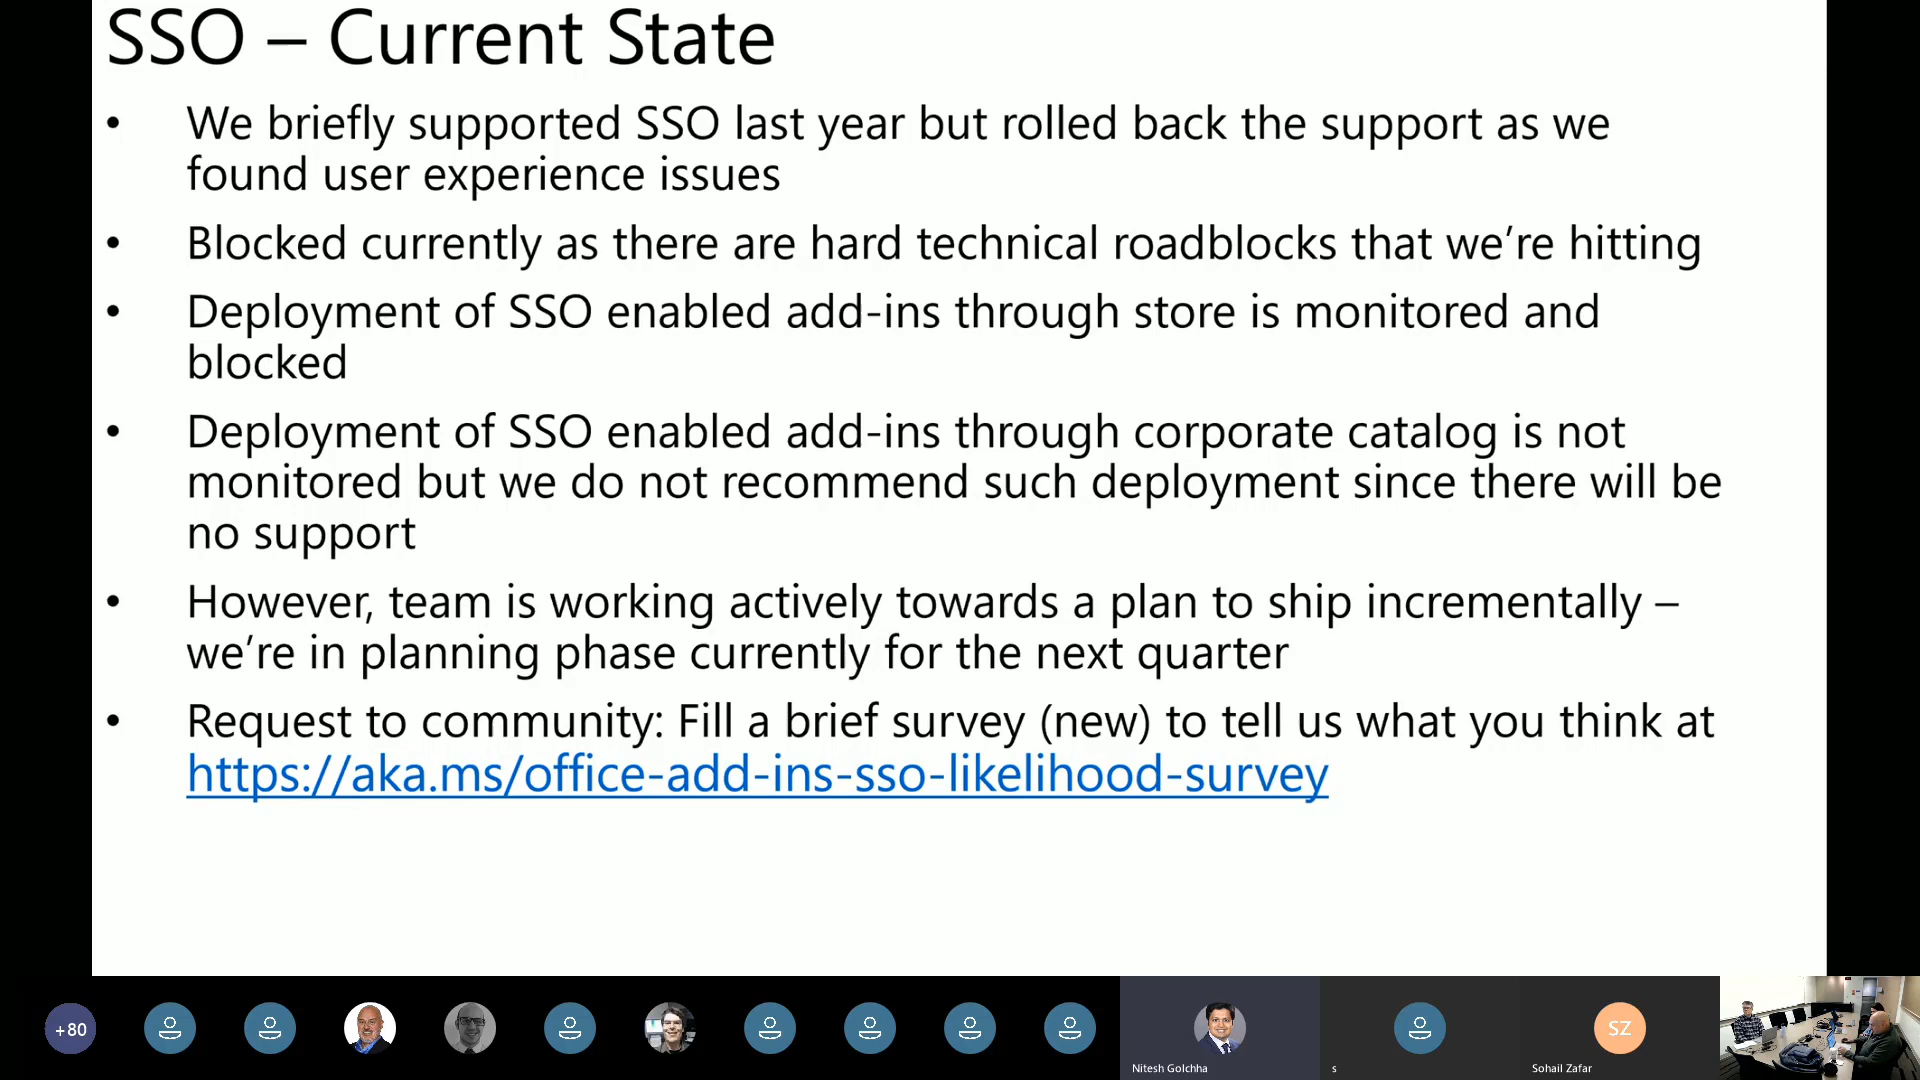 SSO – Current State
• We briefly supported SSO last year but rolled back the support as we
found user experience issues
• Blocked currently as there are hard technical roadblocks that we’re hitting
• Deployment of SSO enabled add-ins through store is monitored and
blocked
• Deployment of SSO enabled add-ins through corporate catalog is not
monitored but we do not recommend such deployment since there will be
no support
• However, team is working actively towards a plan to ship incrementally –
we’re in planning phase currently for the next quarter
• Request to community: Fill a brief survey (new) to tell us what you think at
https://aka.ms/office-add-ins-sso-likelihood-survey
+80
SZ
Nitesh Golchha
s
Sohail Zafar